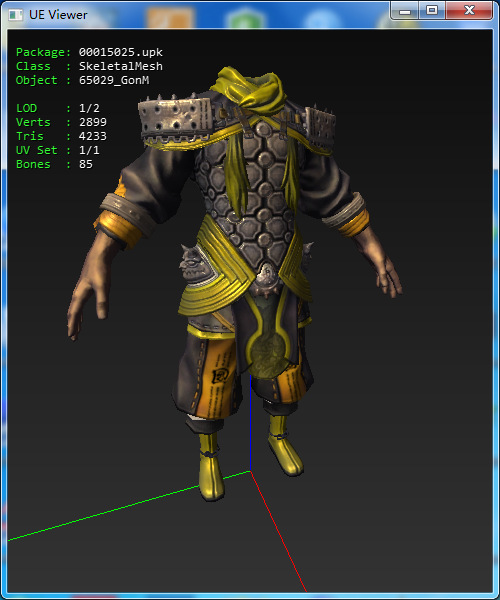 UE Viewer
Package: 00015025.upk
Class : SkeletalMesh
Object : 65029_GonM
LOD : 1/2
Verts : 2899
Tris : 4233
UV Set : 1/1
Bones : 85